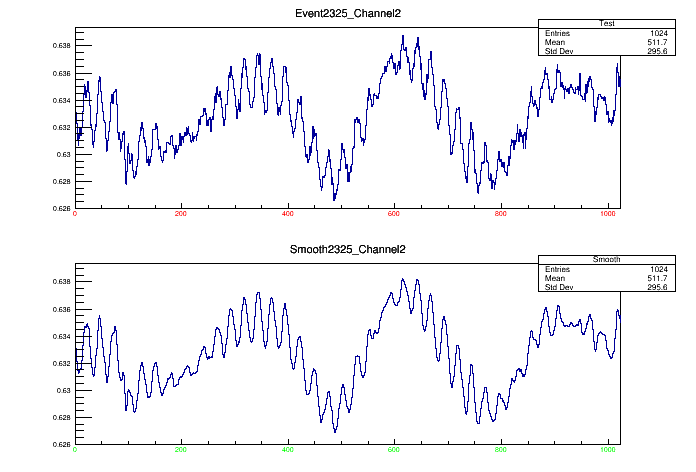 Event2325_Channel2
Test
Entries 1024
Mean 511.7
Std Dev 295.6
0.638
0.636
0.634
0.632
0.63
0.628
0.626
0 200 400 600 800 1000
Smooth2325_Channel2
Smooth
Entries 1024
Mean 511.7
Std Dev 295.6
0.638
0.636
0.634
0.632
0.63
0.628
0.626
0 200 400 600 800 1000